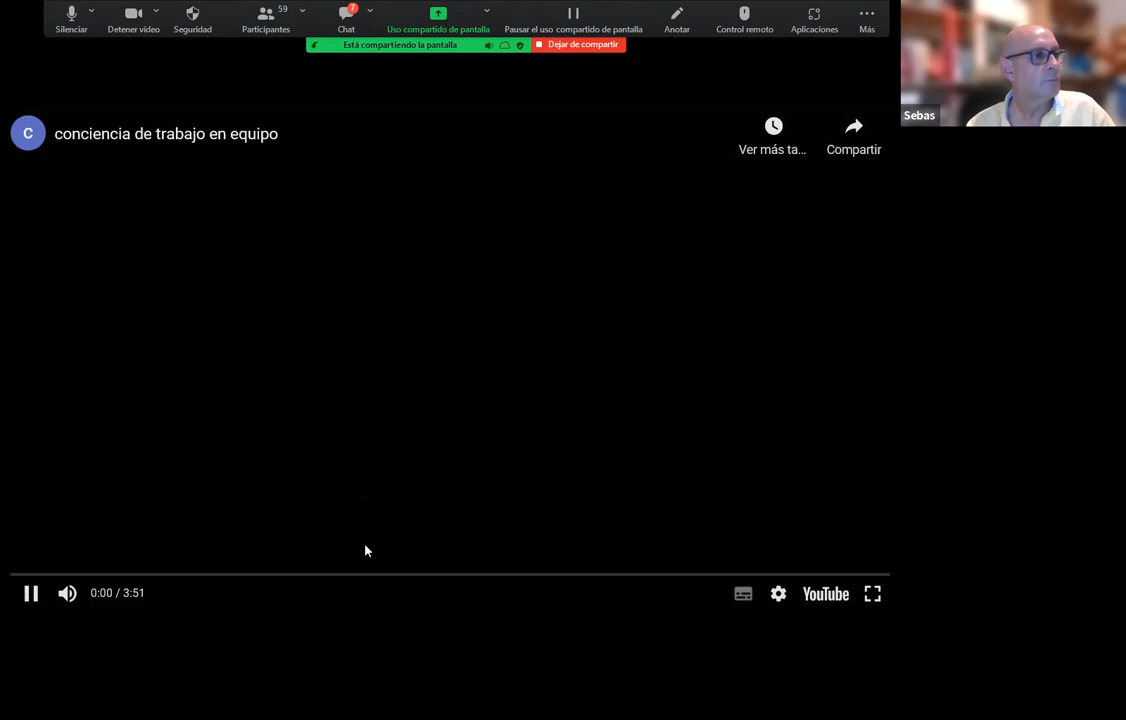 59
7
Silenciar
Detener vídeo
Seguridad
Participantes
Chat
Uso compartido de pantalla
Pausar el uso compartido de pantalla
Anotar
Control remoto
Aplicaciones
Más
Está compartiendo la pantalla
Dejar de compartir
Sebas
C
conciencia de trabajo en equipo
Ver más ta...
Compartir
0:00 / 3:51
YouTube